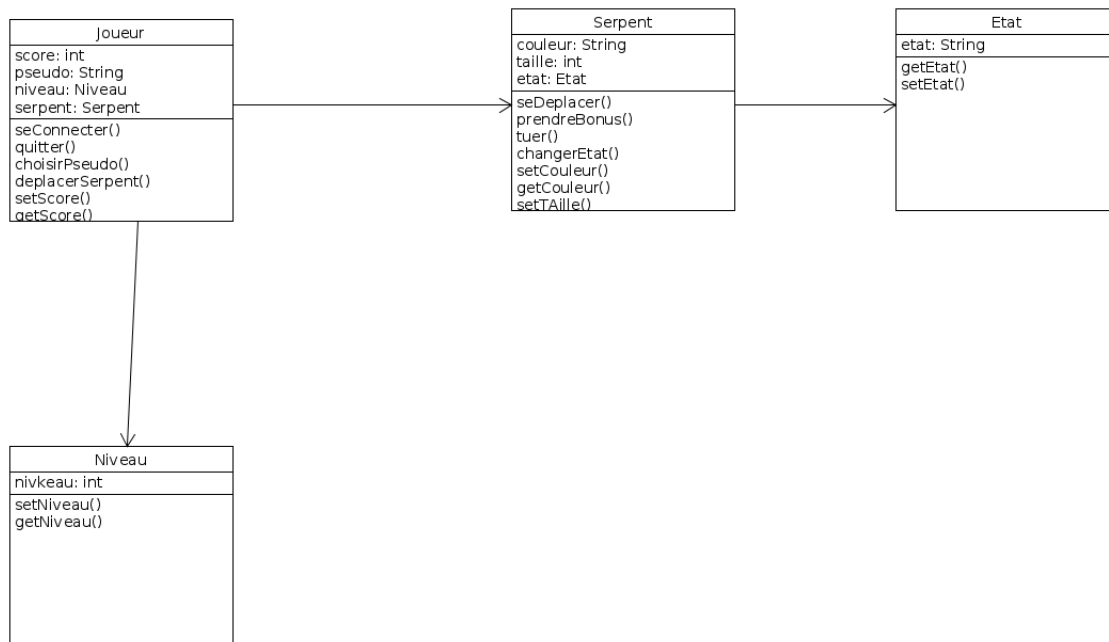 Joueur
score: int
pseudo: String
niveau: Niveau
serpent: Serpent
seConnecter()
quitter()
choisirPseudo()
deplacerSerpent()
setScore()
getScore()
Serpent
couleur: String
taille: int
etat: Etat
seDeplacer()
prendreBonus()
tuer()
changerEtat()
setCouleur()
getCouleur()
setTAille()
Etat
etat: String
getEtat()
setEtat()
Niveau
nivkeau: int
setNiveau()
getNiveau()